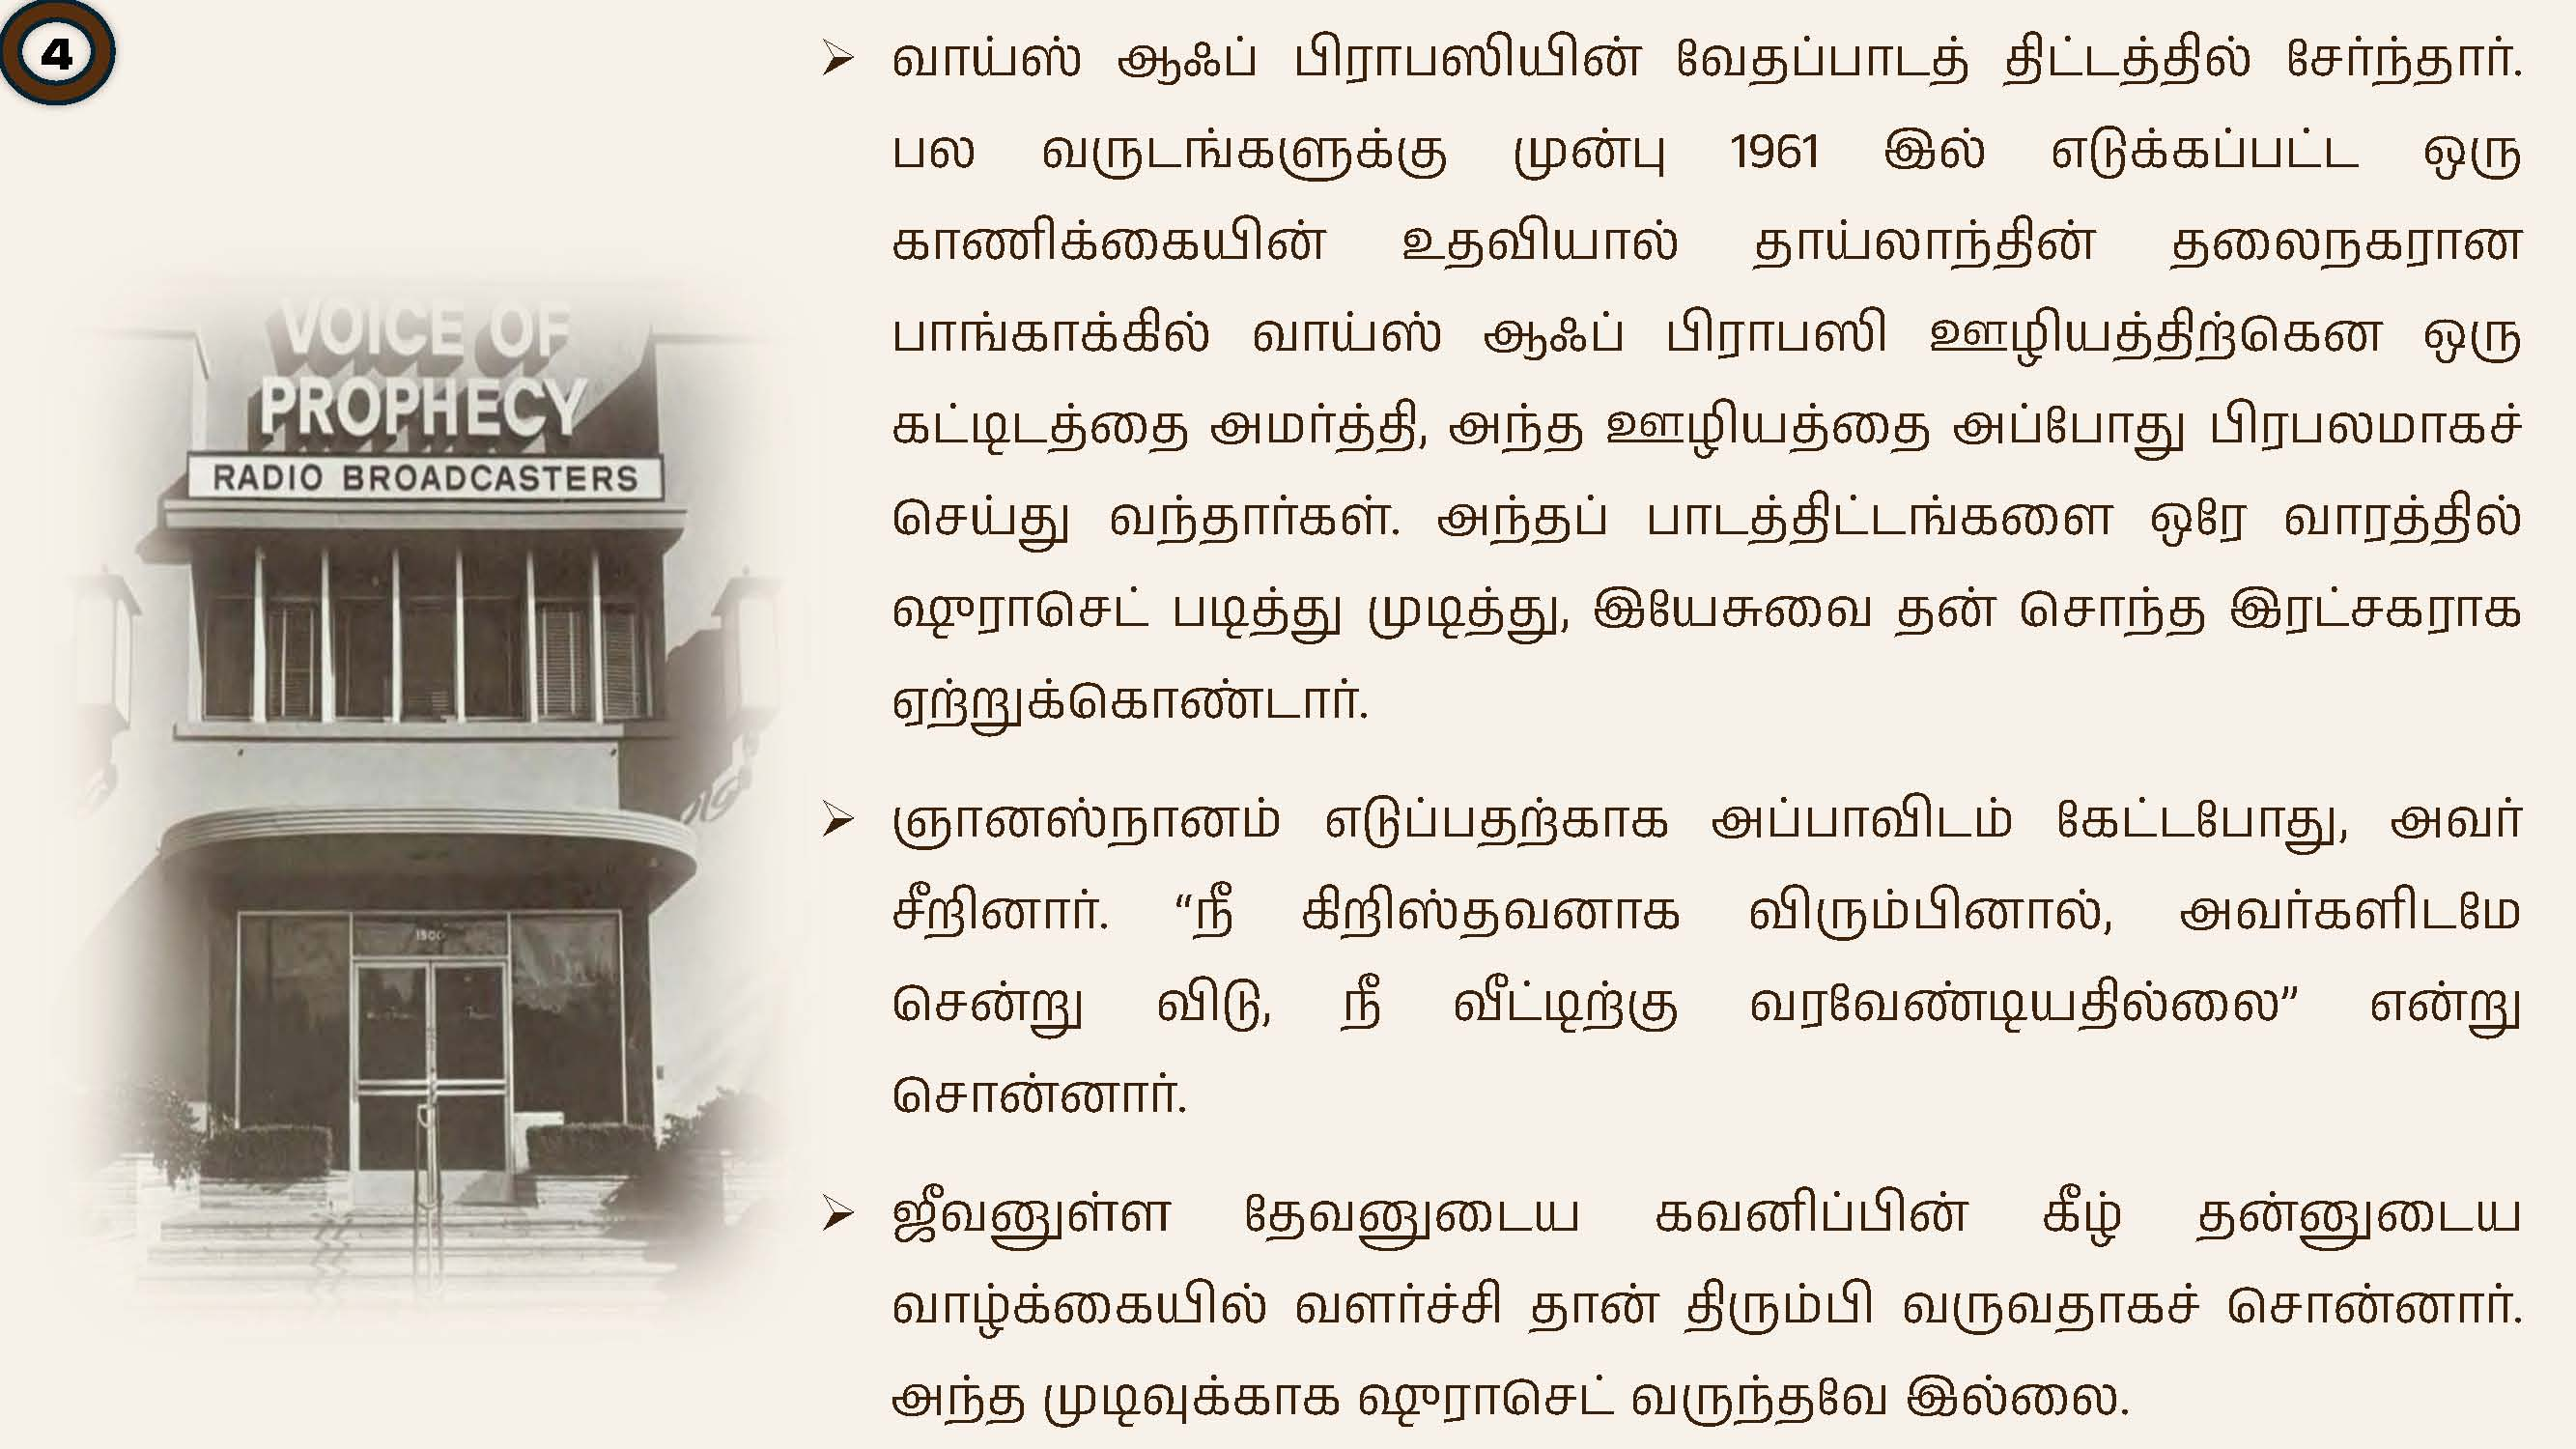 4
➢ வாய்ஸ் ஆஃப் பிராபஸியின் வேதப்பாடத் திட்டத்தில் சேர்ந்தார்.
பல வருடங்களுக்கு முன்பு 1961 இல் எடுக்கப்பட்ட ஒரு
காணிக்கையின் உதவியால் தாய்லாந்தின் தலைநகரான
பாங்காக்கில் வாய்ஸ் ஆஃப் பிராபஸி ஊழியத்திற்கென ஒரு
கட்டிடத்தை அமர்த்தி, அந்த ஊழியத்தை அப்போது பிரபலமாகச்
செய்து வந்தார்கள். அந்தப் பாடத்திட்டங்களை ஒரே வாரத்தில்
ஷுராசெட் படித்து முடித்து, இயேசுவை தன் சொந்த இரட்சகராக
ஏற்றுக்கொண்டார்.
➢ ஞானஸ்நானம் எடுப்பதற்காக அப்பாவிடம் கேட்டபோது, அவர்
சீறினார். “நீ கிறிஸ்தவனாக விரும்பினால், அவர்களிடமே
சென்று விடு, நீ வீட்டிற்கு வரவேண்டியதில்லை” என்று
சொன்னார்.
➢ ஜீவனுள்ள தேவனுடைய கவனிப்பின் கீழ் தன்னுடைய
வாழ்க்கையில் வளர்ச்சி தான் திரும்பி வருவதாகச் சொன்னார்.
அந்த முடிவுக்காக ஷுராசெட் வருந்தவே இல்லை.
VOICE OF
PROPHECY
RADIO BROADCASTERS